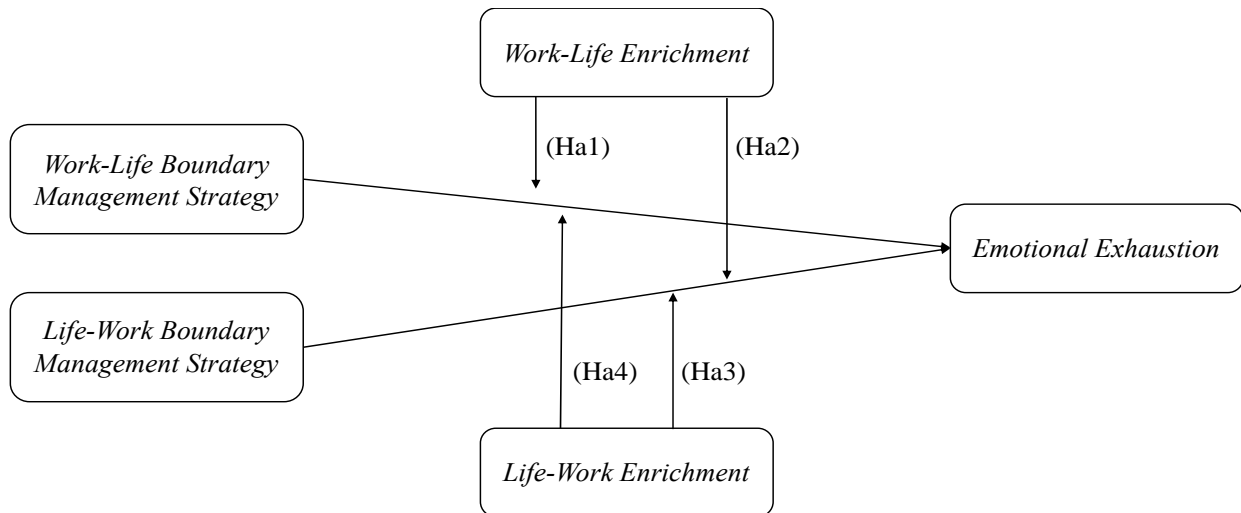 Work-Life Enrichment
(Ha1)
(Ha2)
Work-Life Boundary
Management Strategy
Emotional Exhaustion
Life-Work Boundary
Management Strategy
(Ha4)
(Ha3)
Life-Work Enrichment